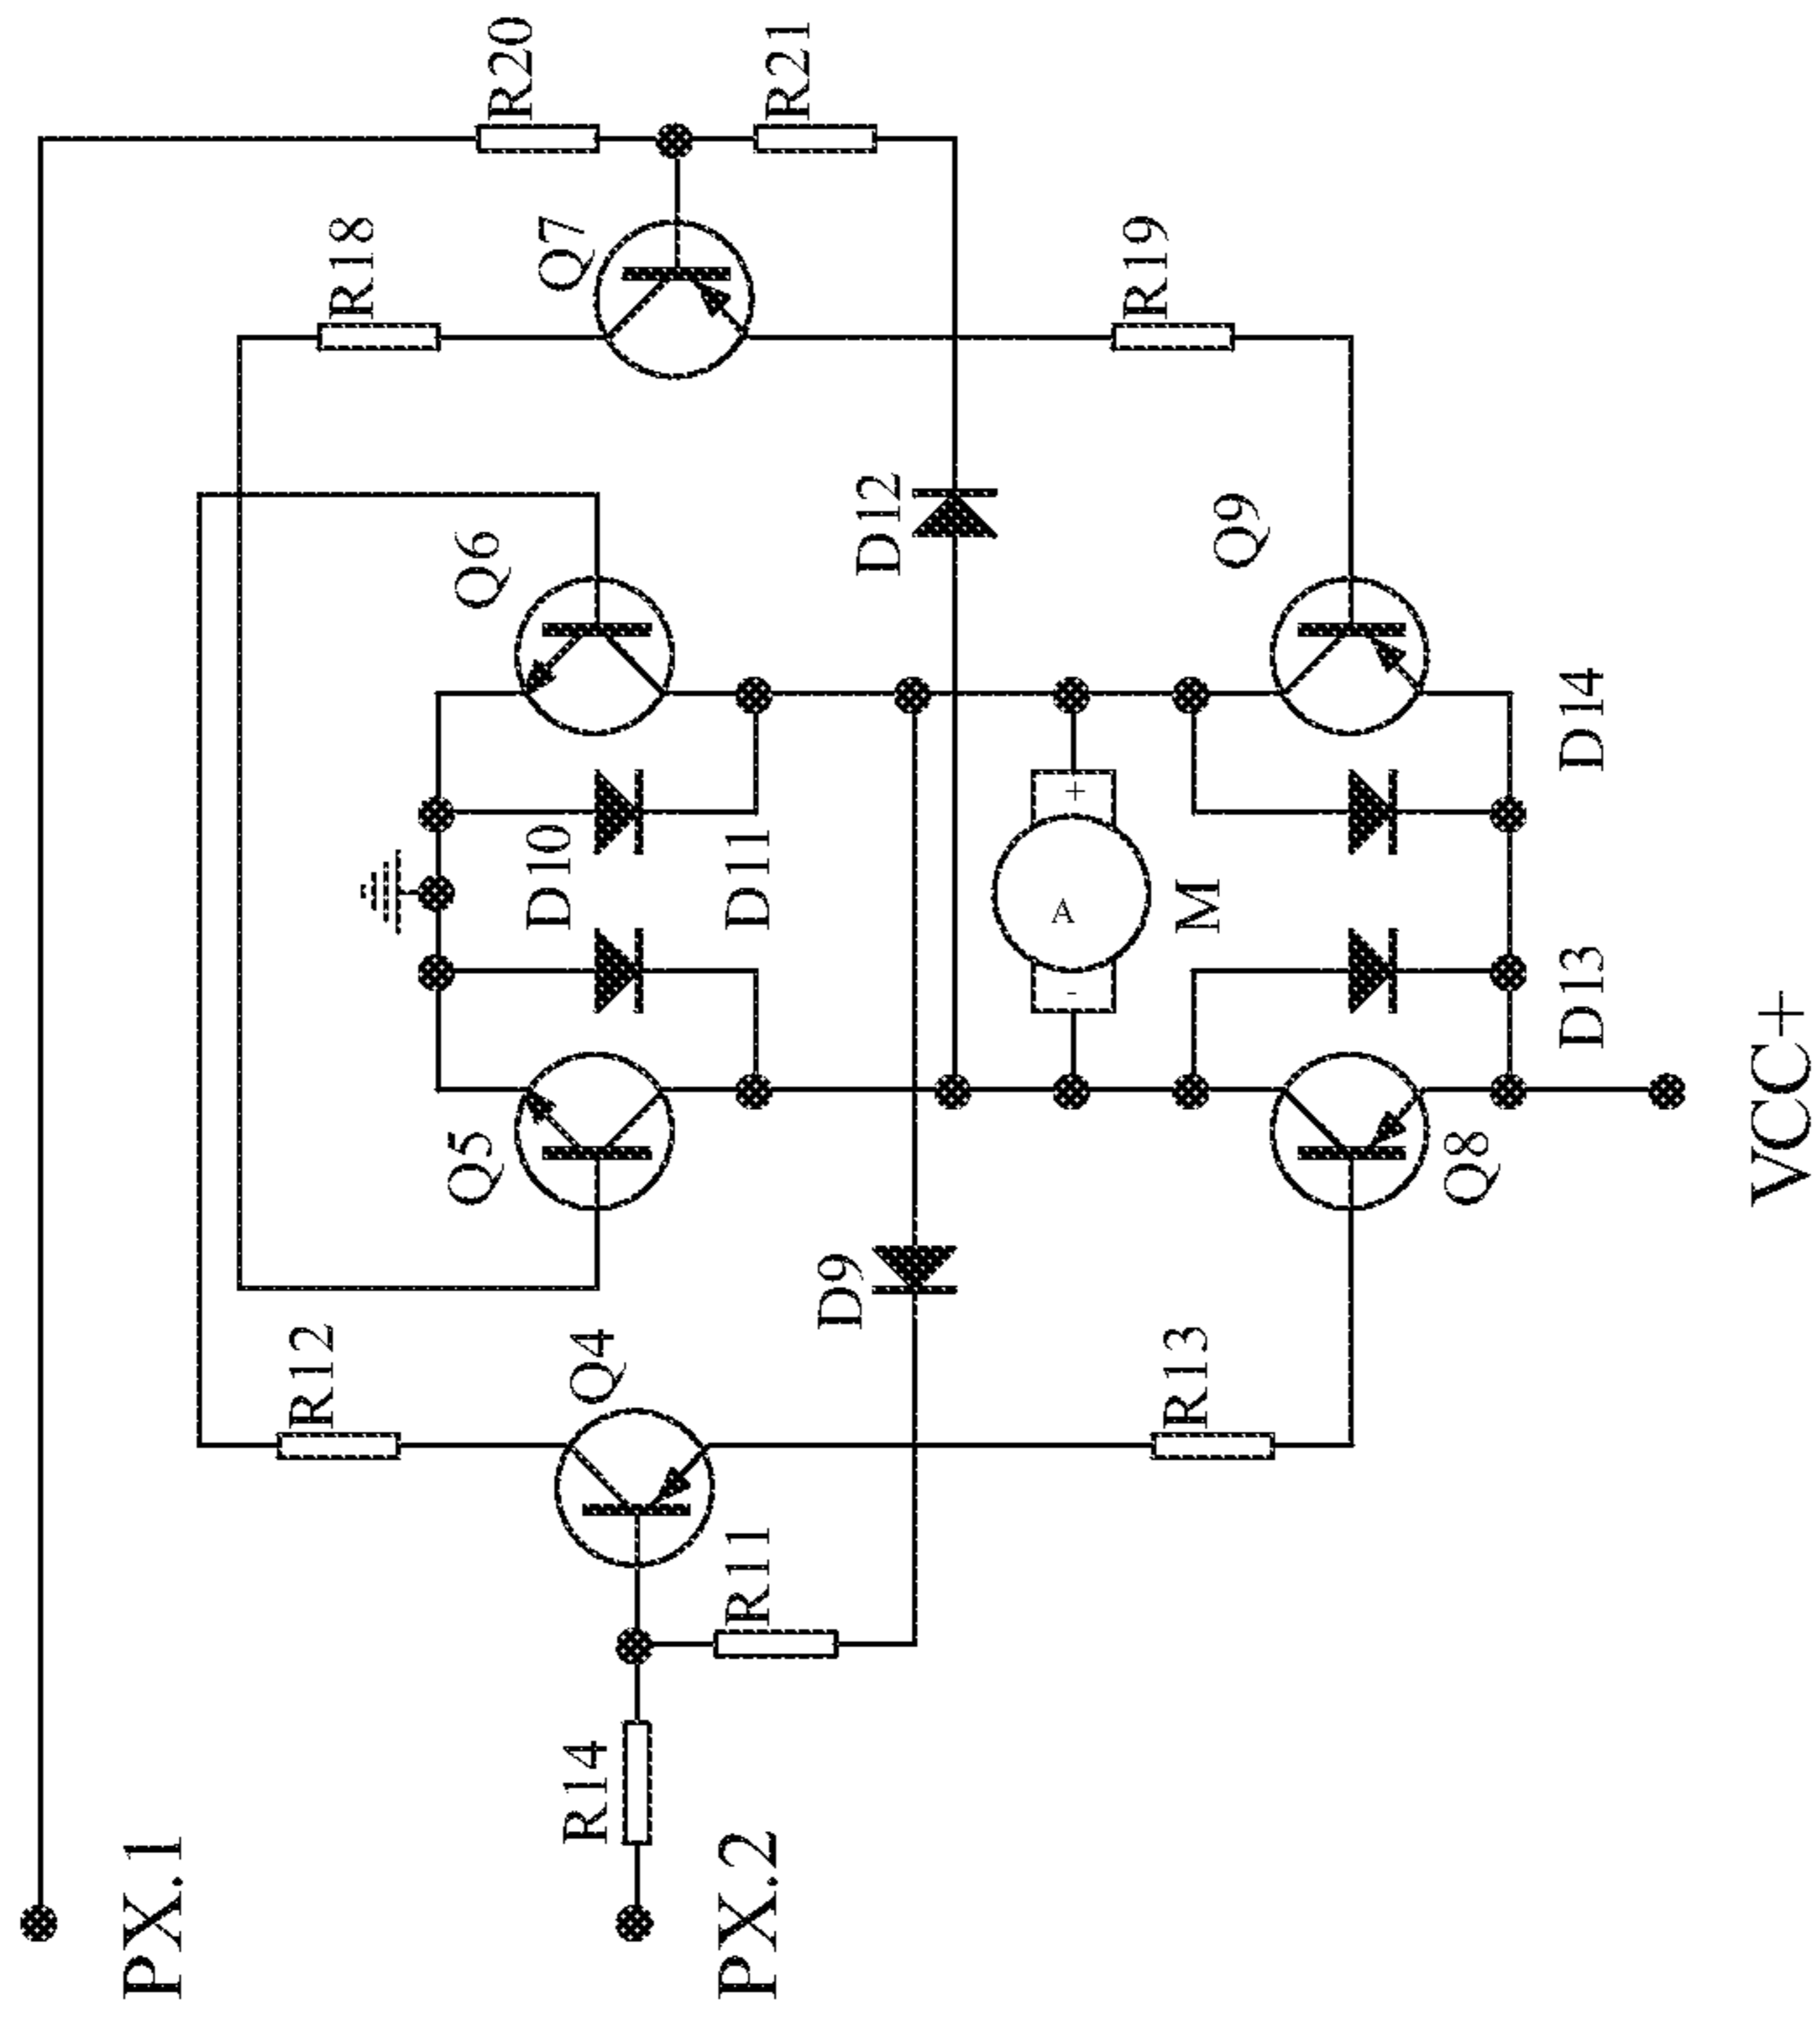 PX.1
R20
R21
R18
Q7
R19
Q6
D12
Q9
D10
D11
D14
+
A
-
M
D13
Q5
Q8
VCC+
D9
R12
Q4
R13
R11
R14
PX.2